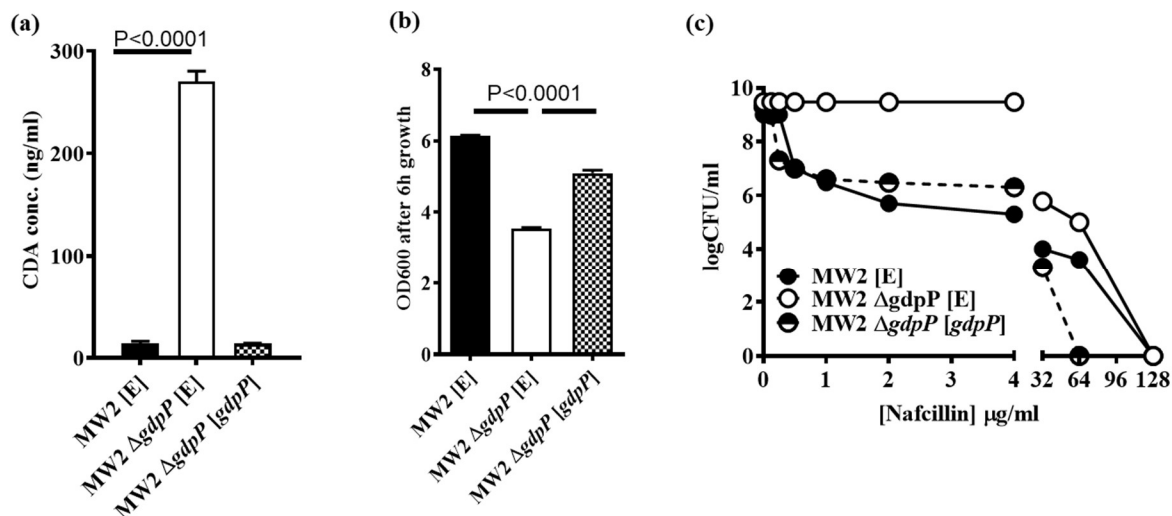 (a)
P<0.0001
CDA conc. (ng/ml)
300
200
100
0
MW2 [E]
MW2 ΔgdpP [E]
MW2 ΔgdpP [gdpP]
(b)
P<0.0001
OD600 after 6h growth
8
6
4
2
0
MW2 [E]
MW2 ΔgdpP [E]
MW2 ΔgdpP [gdpP]
(c)
logCFU/ml
10
8
6
4
2
0
MW2 [E]
MW2 ΔgdpP [E]
MW2 ΔgdpP [gdpP]
0 1 2 3 4 32 64 96 128
[Nafcillin] µg/ml